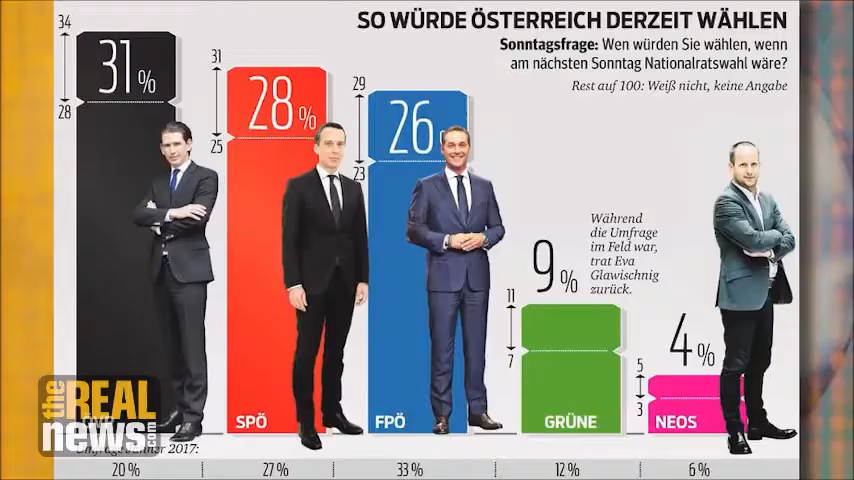 SO WÜRDE ÖSTERREICH DERZEIT WÄHLEN
Sonntagsfrage: Wen würden Sie wählen, wenn
am nächsten Sonntag Nationalratswahl wäre?
Rest auf 100: Weiß nicht, keine Angabe
34
31 %
28
31
28 %
25
29
26
23
Während
die Umfrage
im Feld war,
trat Eva
Glawischnig
zurück.
9 %
11
7
4 %
5
3
SPÖ
FPÖ
GRÜNE
NEOS
the REAL
news.com
2017:
20 %
27 %
33 %
12 %
6 %